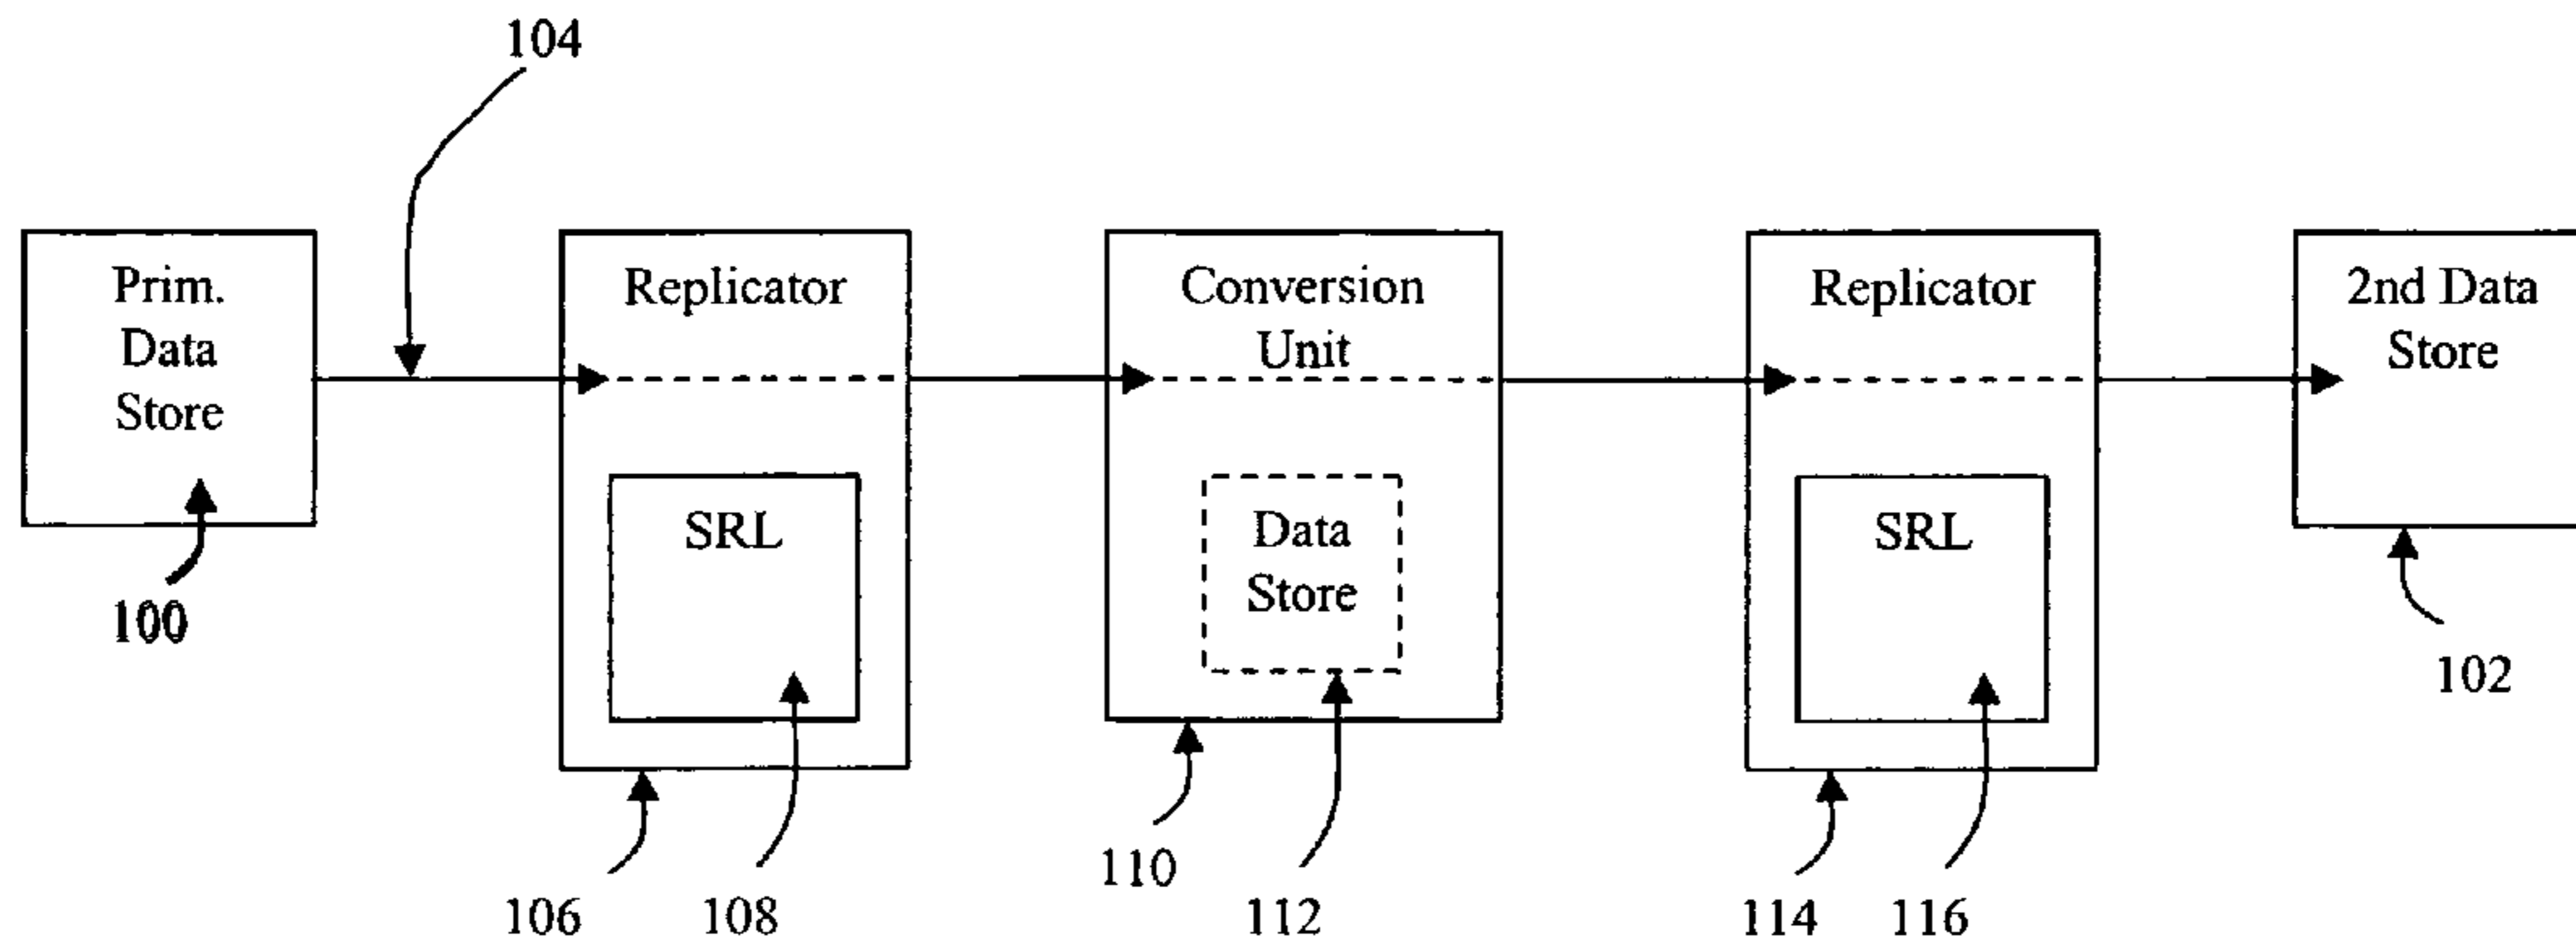 104
Prim.
Data
Store
100
Replicator
SRL
106
108
Conversion
Unit
Data
Store
110
112
Replicator
SRL
114
116
2nd Data
Store
102